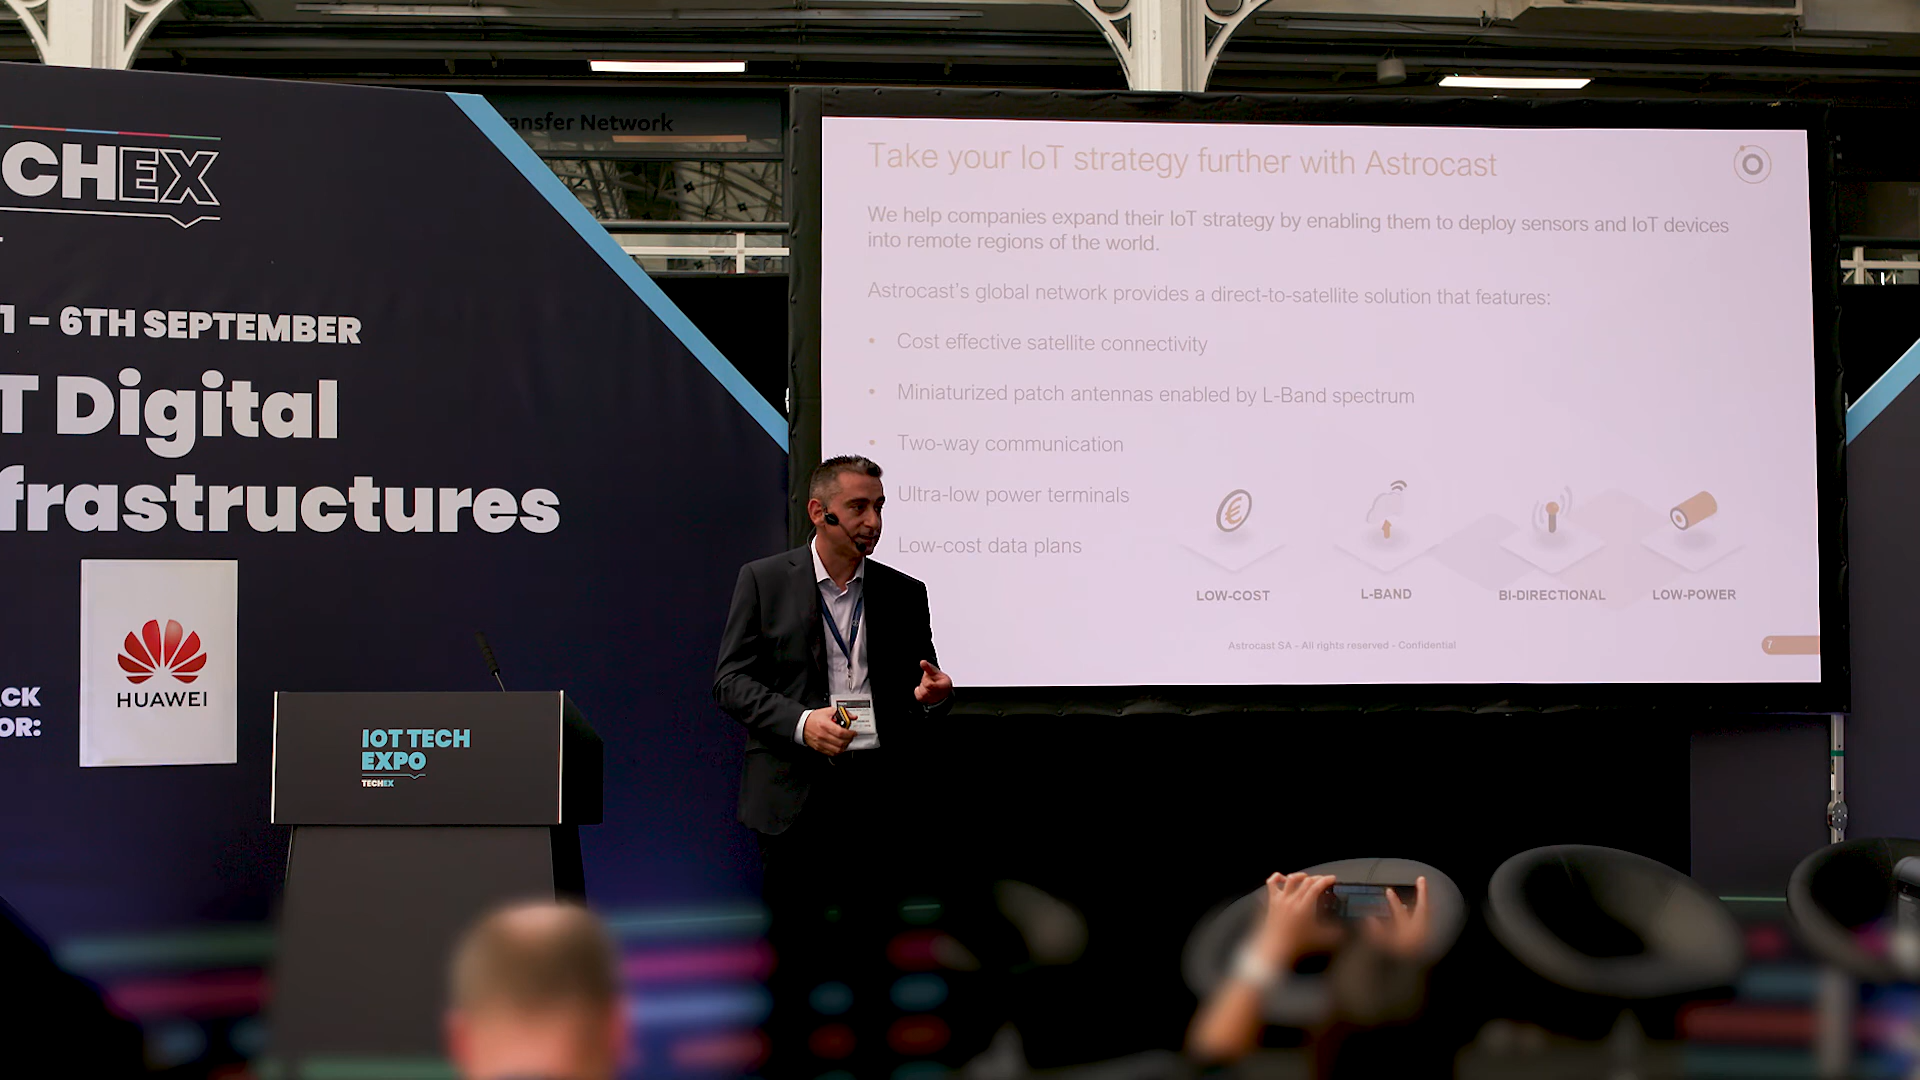 CHEX
1 – 6TH SEPTEMBER
T Digital
frastructures
ACK
OR:
HUAWEI
IOT TECH
EXPO
TECHEX
ansfer Network
Take your IoT strategy further with Astrocast
We help companies expand their IoT strategy by enabling them to deploy sensors and IoT devices
into remote regions of the world.
Astrocast's global network provides a direct-to-satellite solution that features:
• Cost effective satellite connectivity
• Miniaturized patch antennas enabled by L-Band spectrum
• Two-way communication
Ultra-low power terminals
Low-cost data plans
LOW-COST
L-BAND
BI-DIRECTIONAL
LOW-POWER
Astrocast SA - All rights reserved - Confidential
7